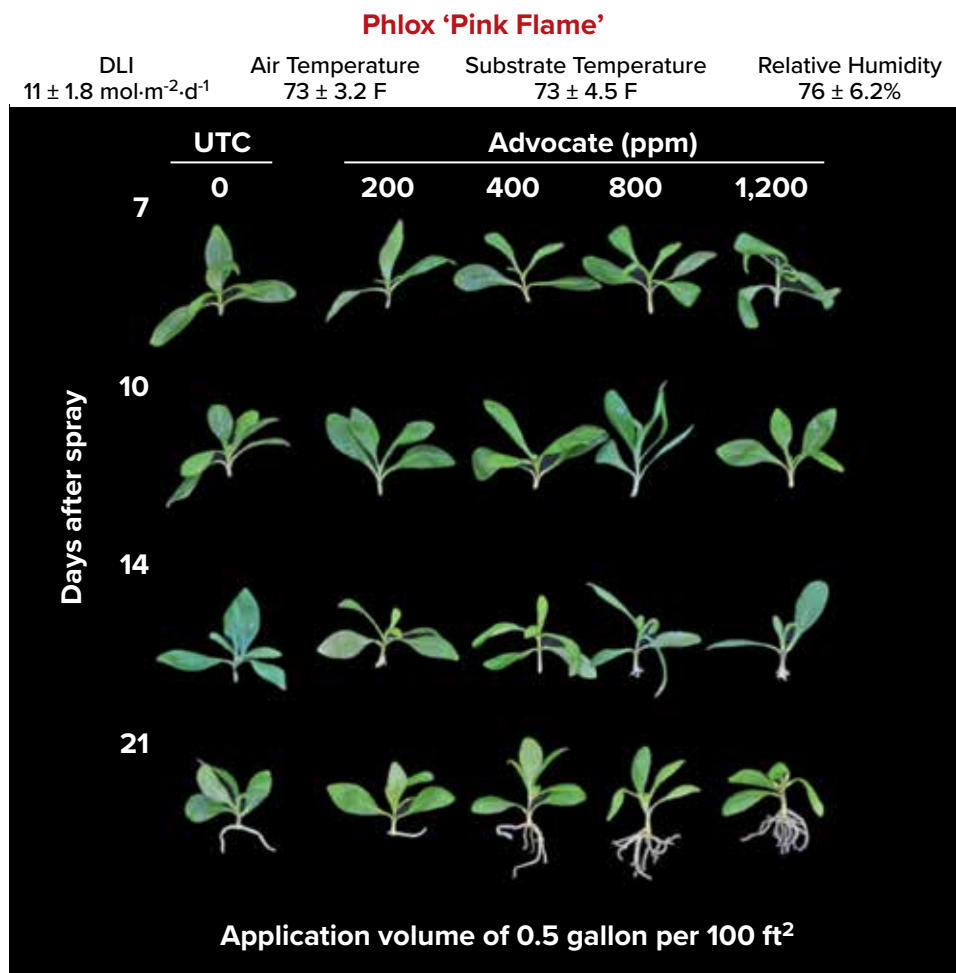 Phlox ‘Pink Flame’
DLI Air Temperature Substrate Temperature Relative Humidity
11 ± 1.8 mol·m-2·d-1 73 ± 3.2 F 73 ± 4.5 F 76 ± 6.2%
UTC Advocate (ppm)
0 200 400 800 1,200
7
10
Days after spray
14
21
Application volume of 0.5 gallon per 100 ft2